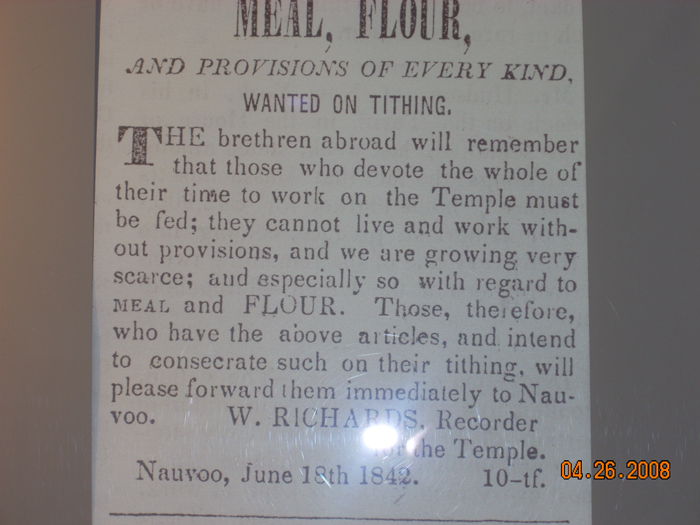 MEAL, FLOUR,
AND PROVISIONS OF EVERY KIND,
WANTED ON TITHING.
THE brethren abroad will remember
that those who devote the whole of
their time to work on the Temple must
be fed; they cannot live and work with-
out provisions, and we are growing very
scarce; and especially so with regard to
MEAL and FLOUR. Those, therefore,
who have the above articles, and intend
to consecrate such on their tithing, will
please forward them immediately to Nau-
voo. W. RICHARDS, Recorder
for the Temple.
Nauvoo, June 18th 1842. 10-tf.
04.26.2008